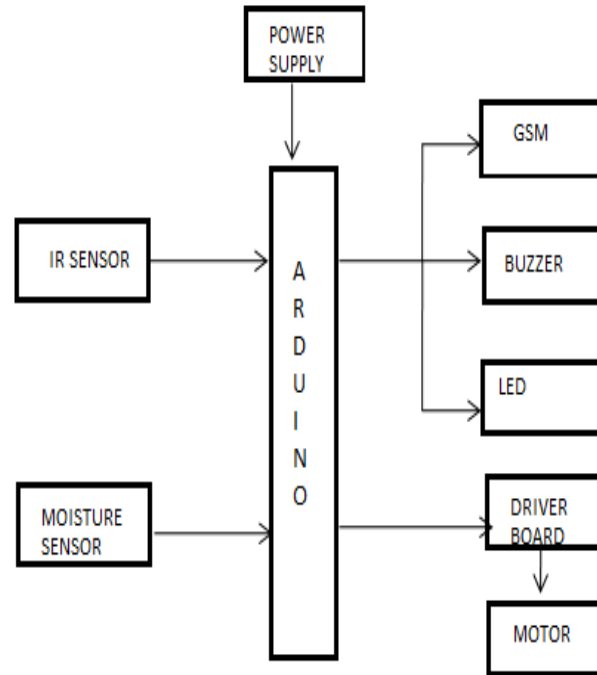 POWER
SUPPLY
GSM
IR SENSOR
BUZZER
A
R
D
U
I
N
O
LED
MOISTURE
SENSOR
DRIVER
BOARD
MOTOR